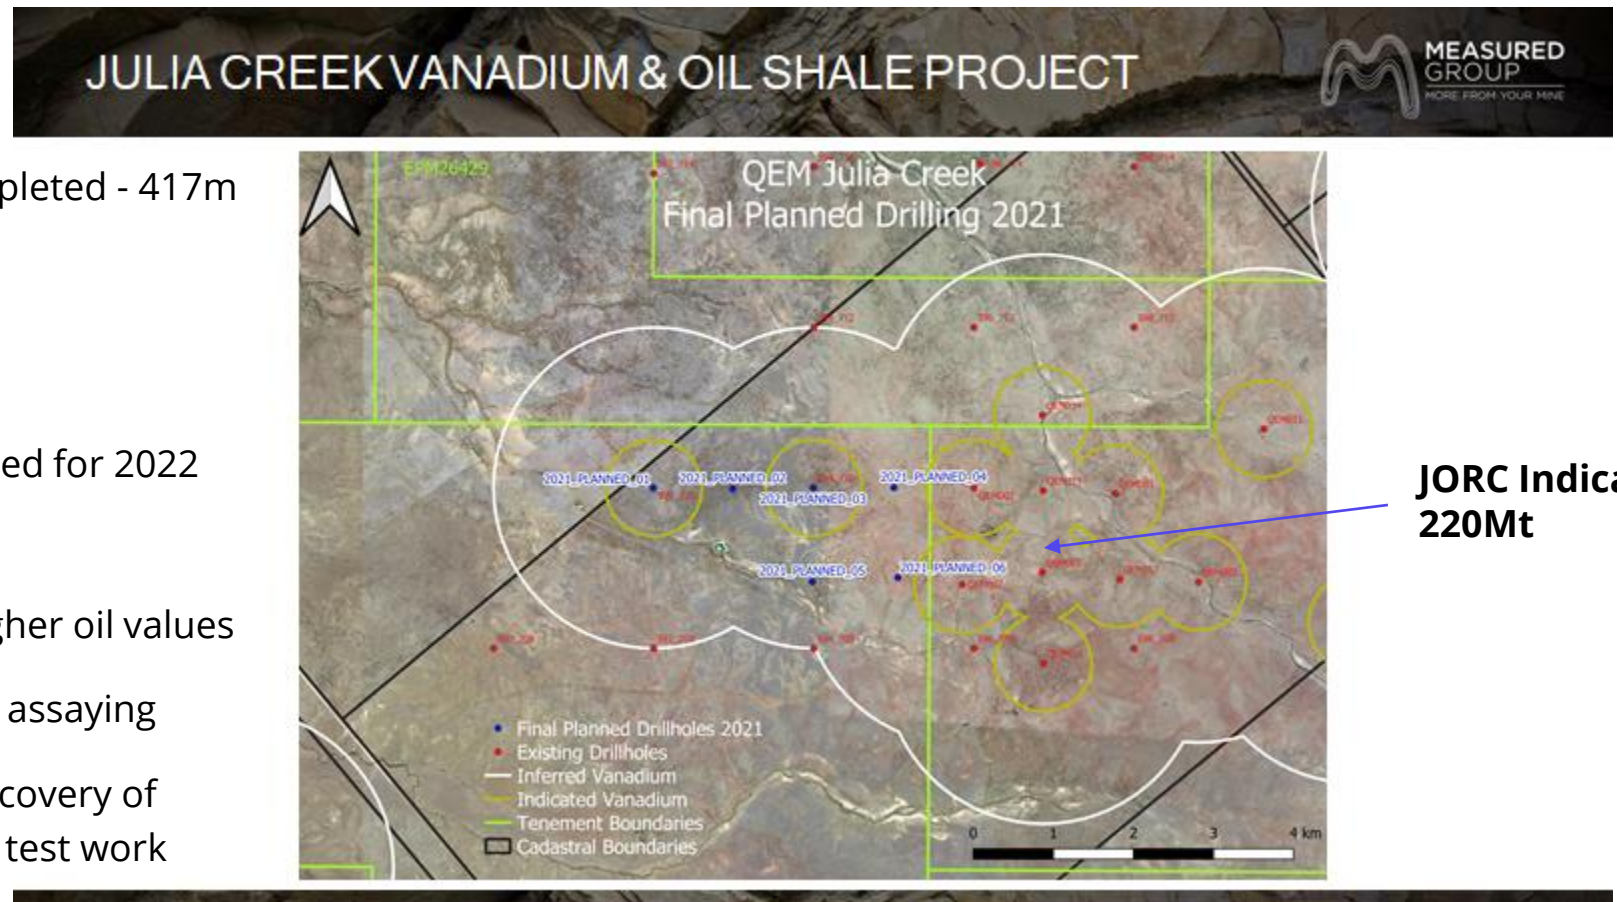 JULIA CREEK VANADIUM & OIL SHALE PROJECT
MEASURED
GROUP
MORE FROM YOUR MINE
pleted - 417m
ed for 2022
gher oil values
assaying
covery of
test work
EPM26429
QEM Julia Creek
Final Planned Drilling 2021
2021_PLANNED_01
2021_PLANNED_02
2021_PLANNED_03
2021_PLANNED_04
2021_PLANNED_05
2021_PLANNED_06
Final Planned Drillholes 2021
Existing Drillholes
Inferred Vanadium
Indicated Vanadium
Tenement Boundaries
Cadastral Boundaries
0 1 2 3 4 km
JORC Indica
220Mt